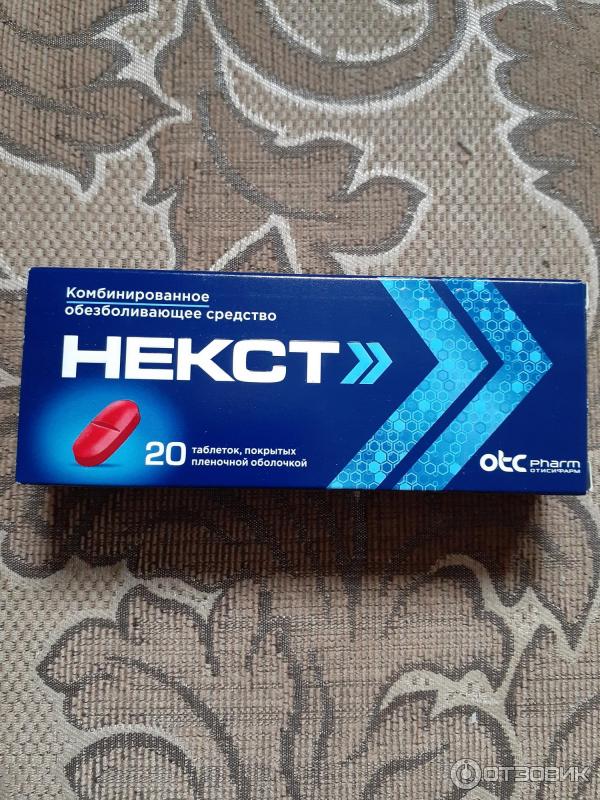 Комбинированное
обезболивающее средство
НЕКСТ
20 таблеток, покрытых
пленочной оболочкой
otc pharm
ОТИСИФАРМ
ОТЗОВИК